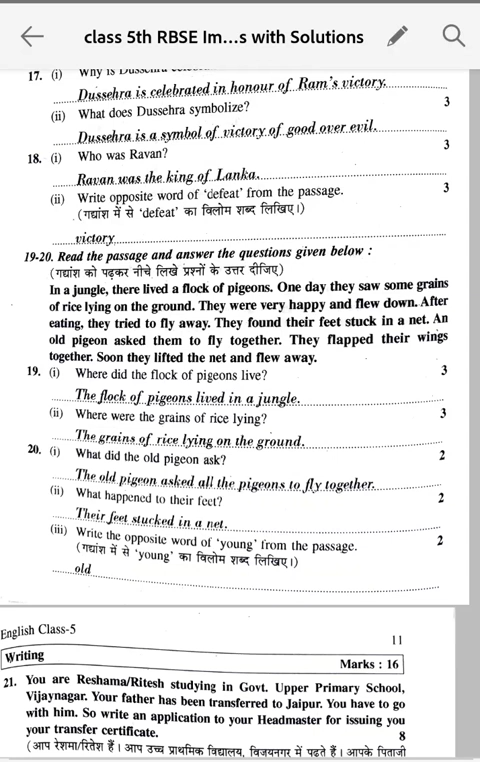 class 5th RBSE Im...s with Solutions
17. (i) Why is Dussehra
Dussehra is celebrated in honour of Ram's victory.
(ii) What does Dussehra symbolize? 3
Dussehra is a symbol of victory of good over evil.
18. (i) Who was Ravan? 3
Ravan was the king of Lanka.
(ii) Write opposite word of 'defeat' from the passage. 3
(गद्यांश में से 'defeat' का विलोम शब्द लिखिए।)
victory
19-20. Read the passage and answer the questions given below :
(गद्यांश को पढ़कर नीचे लिखे प्रश्नों के उत्तर दीजिए)
In a jungle, there lived a flock of pigeons. One day they saw some grains
of rice lying on the ground. They were very happy and flew down. After
eating, they tried to fly away. They found their feet stuck in a net. An
old pigeon asked them to fly together. They flapped their wings
together. Soon they lifted the net and flew away.
19. (i) Where did the flock of pigeons live? 3
The flock of pigeons lived in a jungle.
(ii) Where were the grains of rice lying? 3
The grains of rice lying on the ground.
20. (i) What did the old pigeon ask? 2
The old pigeon asked all the pigeons to fly together.
(ii) What happened to their feet? 2
Their feet stucked in a net.
(iii) Write the opposite word of 'young' from the passage. 2
(गद्यांश में से 'young' का विलोम शब्द लिखिए।)
old
English Class-5 11
Writing Marks : 16
21. You are Reshama/Ritesh studying in Govt. Upper Primary School,
Vijaynagar. Your father has been transferred to Jaipur. You have to go
with him. So write an application to your Headmaster for issuing you
your transfer certificate. 8
(आप रेशमा/रितेश हैं। आप उच्च प्राथमिक विद्यालय, विजयनगर में पढ़ते हैं। आपके पिताजी